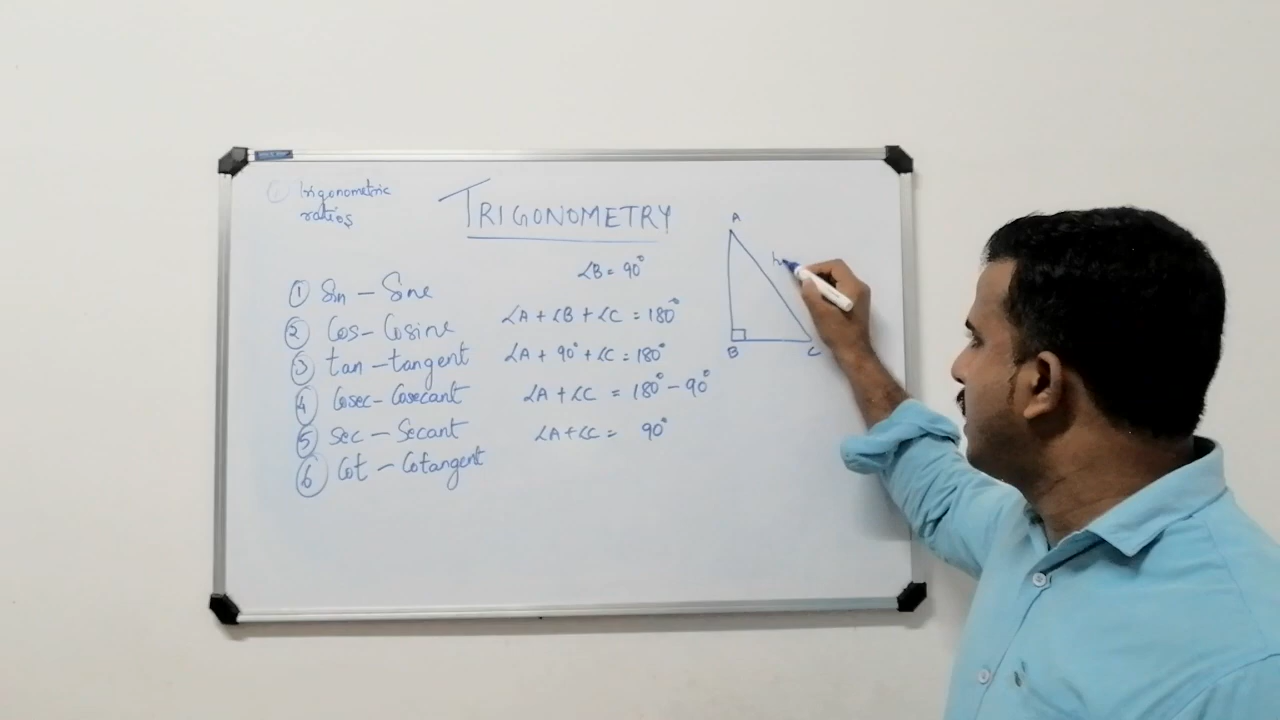 Trigonometric
ratios
TRIGONOMETRY
∠B = 90°
① Sin - Sine
② Cos - Cosine
③ tan - tangent
④ Cosec - Cosecant
⑤ Sec - Secant
⑥ Cot - Cotangent
∠A + ∠B + ∠C = 180°
∠A + 90° + ∠C = 180°
∠A + ∠C = 180° - 90°
∠A + ∠C = 90°
A
B
C